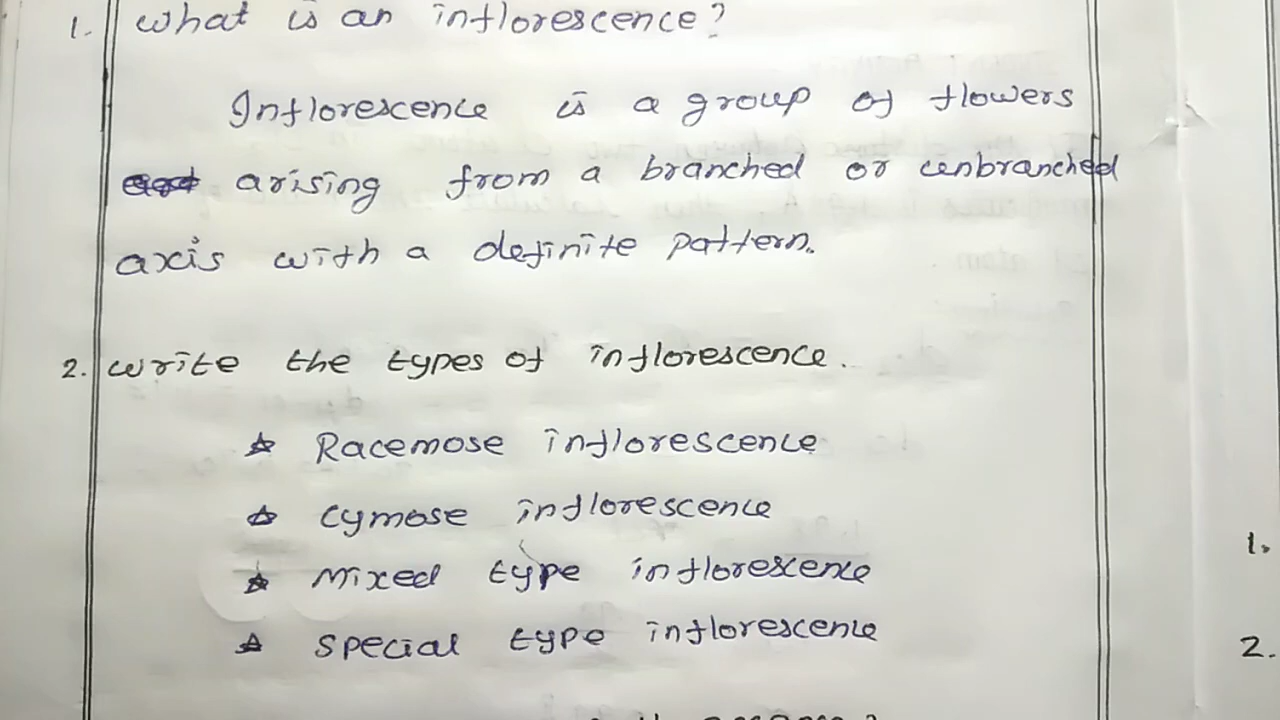 1. What is an inflorescence?
Inflorescence is a group of flowers
arising from a branched or unbranched
axis with a definite pattern.
2. Write the types of inflorescence.
☆ Racemose inflorescence
☆ Cymose inflorescence
☆ Mixed type inflorescence
☆ Special type inflorescence
1.
2.